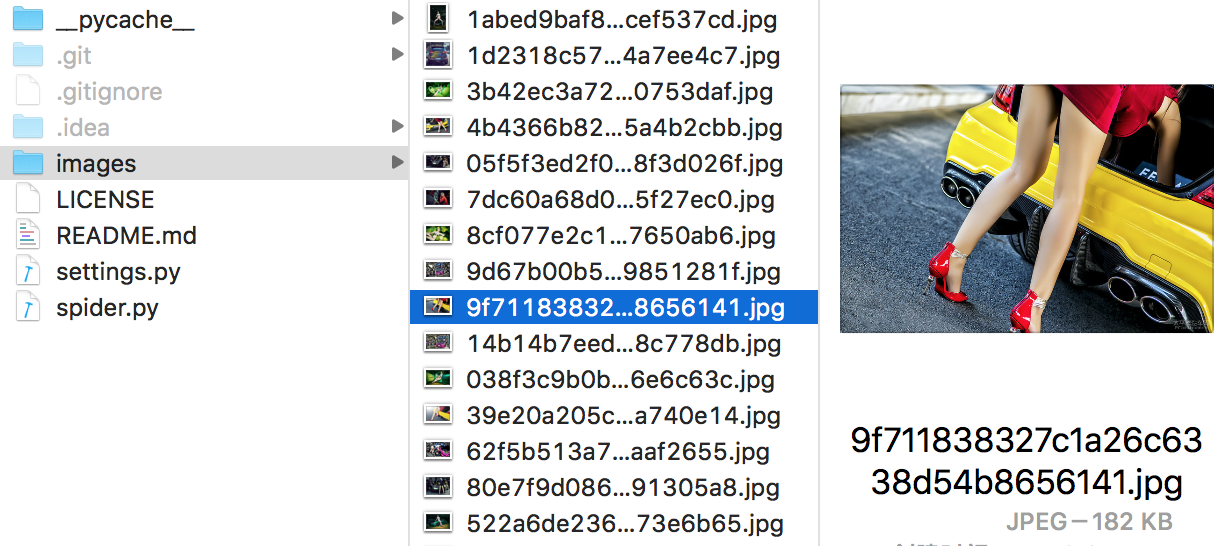 __pycache__
.git
.gitignore
.idea
images
LICENSE
README.md
settings.py
spider.py
1abed9baf8...cef537cd.jpg
1d2318c57...4a7ee4c7.jpg
3b42ec3a72...0753daf.jpg
4b4366b82...5a4b2cbb.jpg
05f5f3ed2f0...8f3d026f.jpg
7dc60a68d0...5f27ec0.jpg
8cf077e2c1...7650ab6.jpg
9d67b00b5...9851281f.jpg
9f71183832...8656141.jpg
14b14b7eed...8c778db.jpg
038f3c9b0b...6e6c63c.jpg
39e20a205c...a740e14.jpg
62f5b513a7...aaf2655.jpg
80e7f9d086...91305a8.jpg
522a6de236...73e6b65.jpg
9f711838327c1a26c63
38d54b8656141.jpg
JPEG－182 KB